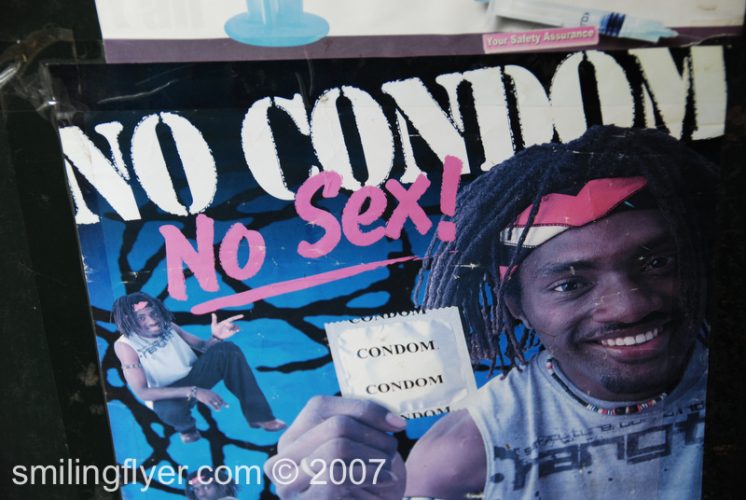 Your Safety Assurance
NO CONDOM
No Sex!
CONDOM
CONDOM
CONDOM
smilingflyer.com © 2007